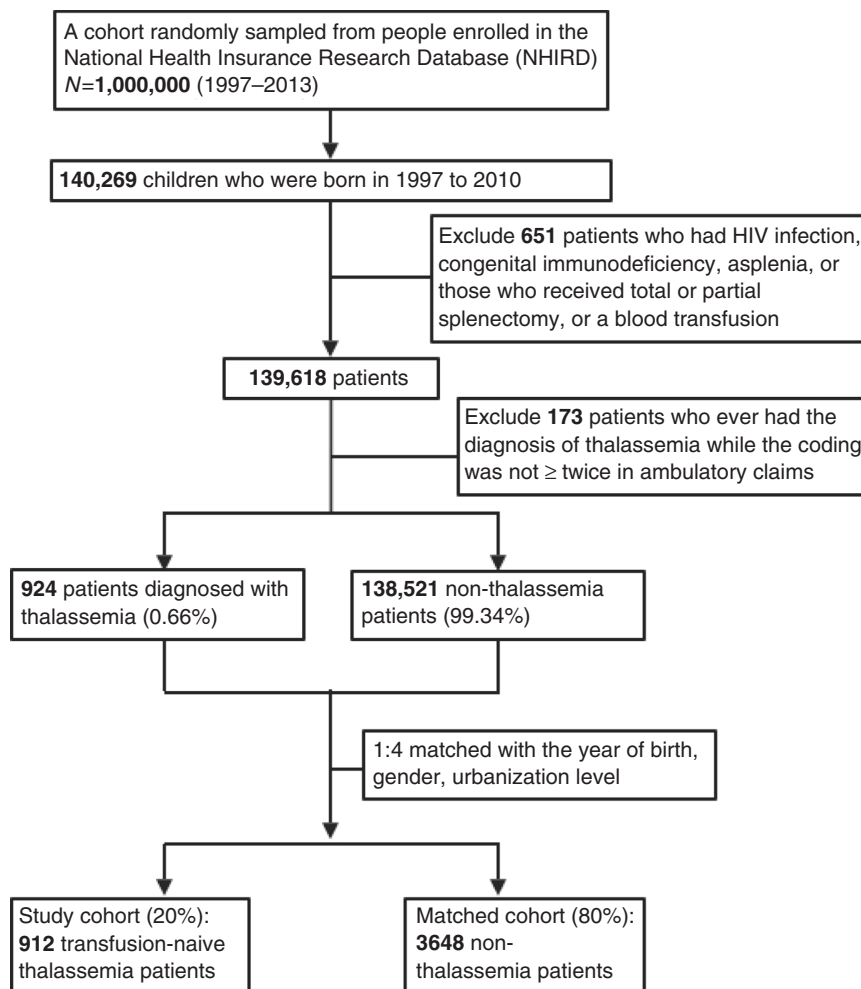 A cohort randomly sampled from people enrolled in the
National Health Insurance Research Database (NHIRD)
N=1,000,000 (1997–2013)
140,269 children who were born in 1997 to 2010
Exclude 651 patients who had HIV infection,
congenital immunodeficiency, asplenia, or
those who received total or partial
splenectomy, or a blood transfusion
139,618 patients
Exclude 173 patients who ever had the
diagnosis of thalassemia while the coding
was not ≥ twice in ambulatory claims
924 patients diagnosed with
thalassemia (0.66%)
138,521 non-thalassemia
patients (99.34%)
1:4 matched with the year of birth,
gender, urbanization level
Study cohort (20%):
912 transfusion-naive
thalassemia patients
Matched cohort (80%):
3648 non-
thalassemia patients